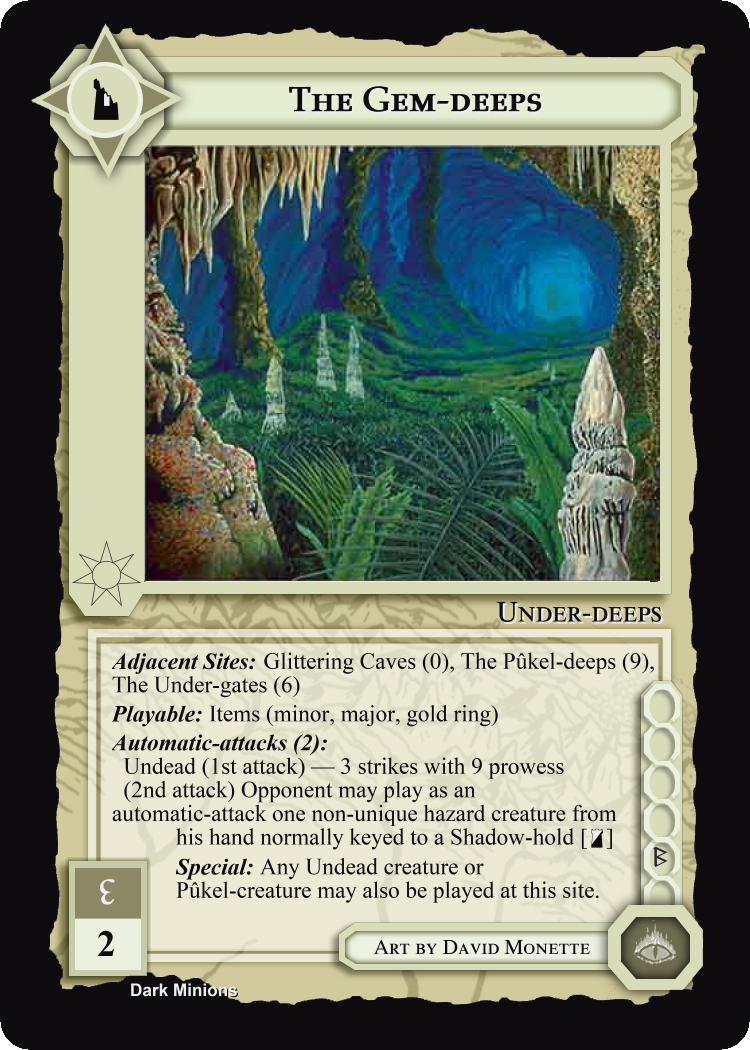 The Gem-deeps
Under-deeps
Adjacent Sites: Glittering Caves (0), The Pûkel-deeps (9),
The Under-gates (6)
Playable: Items (minor, major, gold ring)
Automatic-attacks (2):
Undead (1st attack) — 3 strikes with 9 prowess
(2nd attack) Opponent may play as an
automatic-attack one non-unique hazard creature from
his hand normally keyed to a Shadow-hold [ ]
Special: Any Undead creature or
Pûkel-creature may also be played at this site.
2
Art by David Monette
Dark Minions